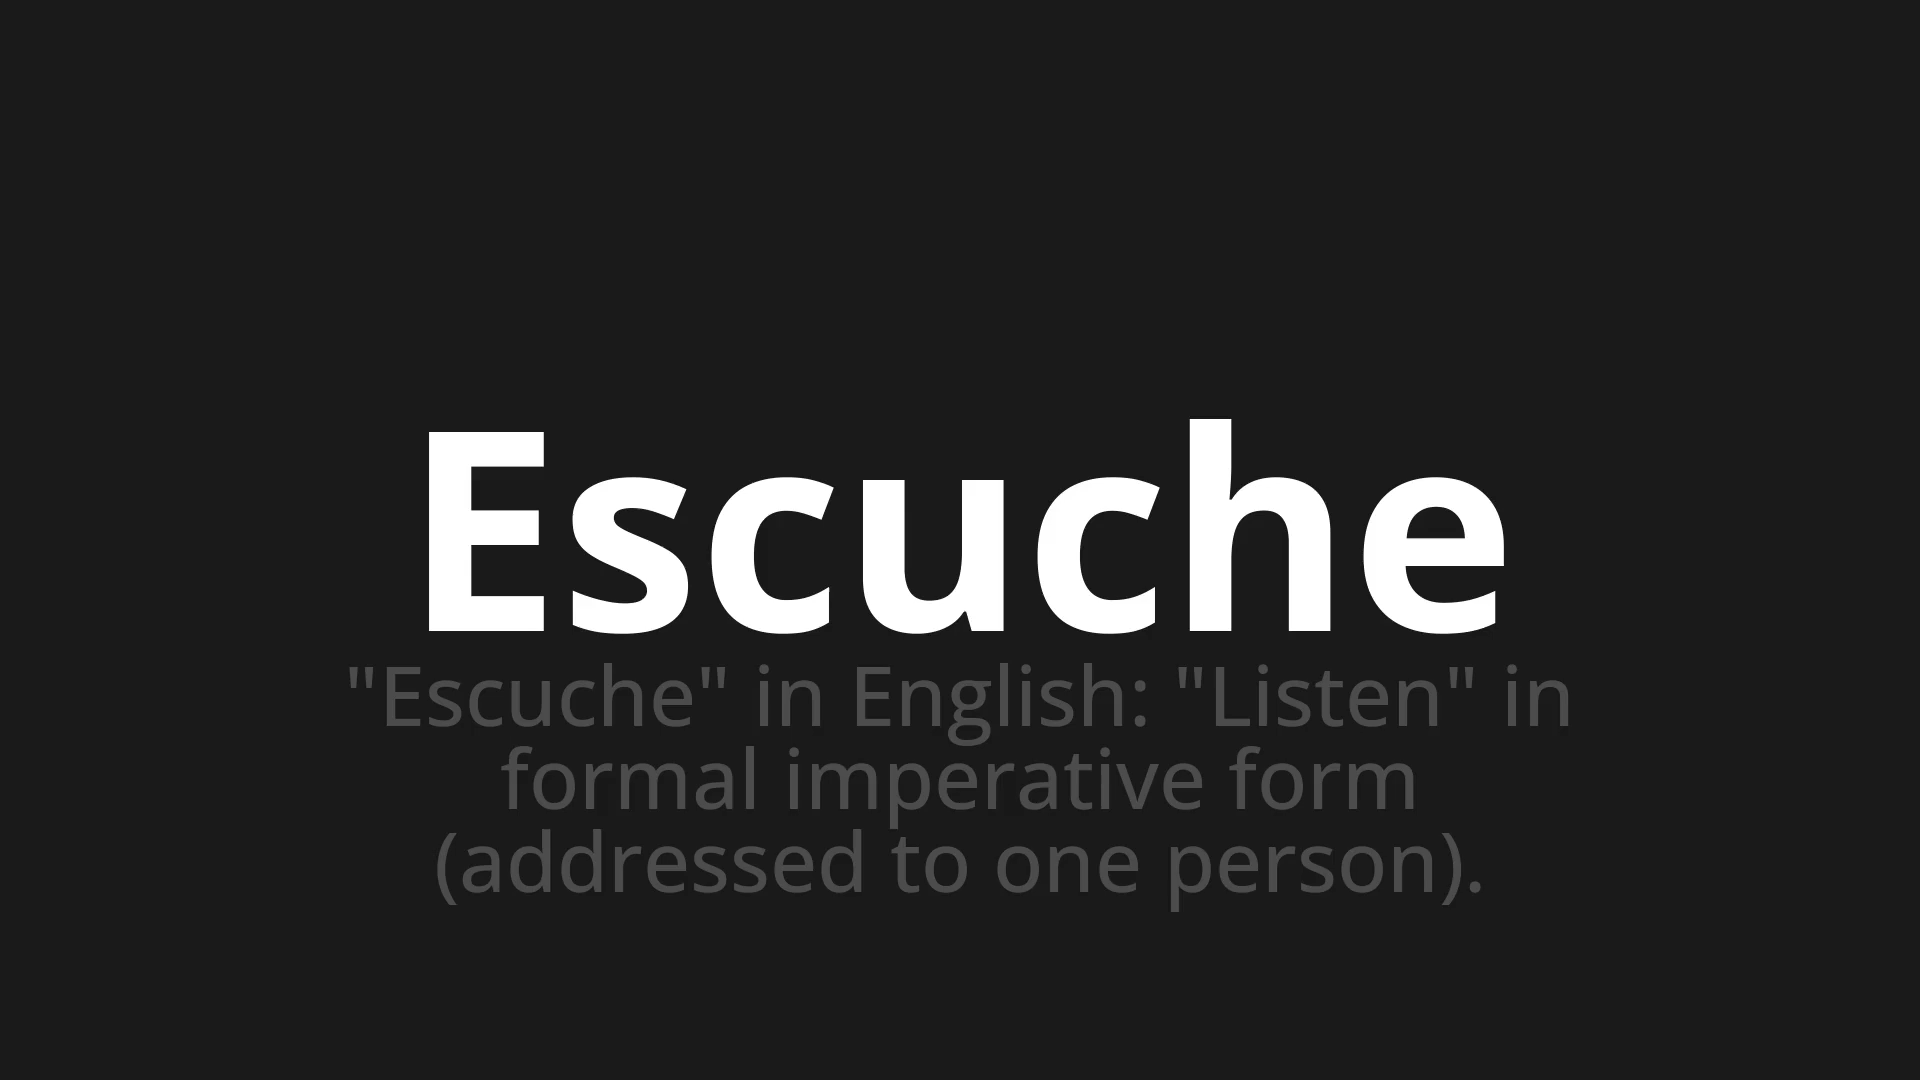 Escuche
"Escuche" in English: "Listen" in
formal imperative form
(addressed to one person).